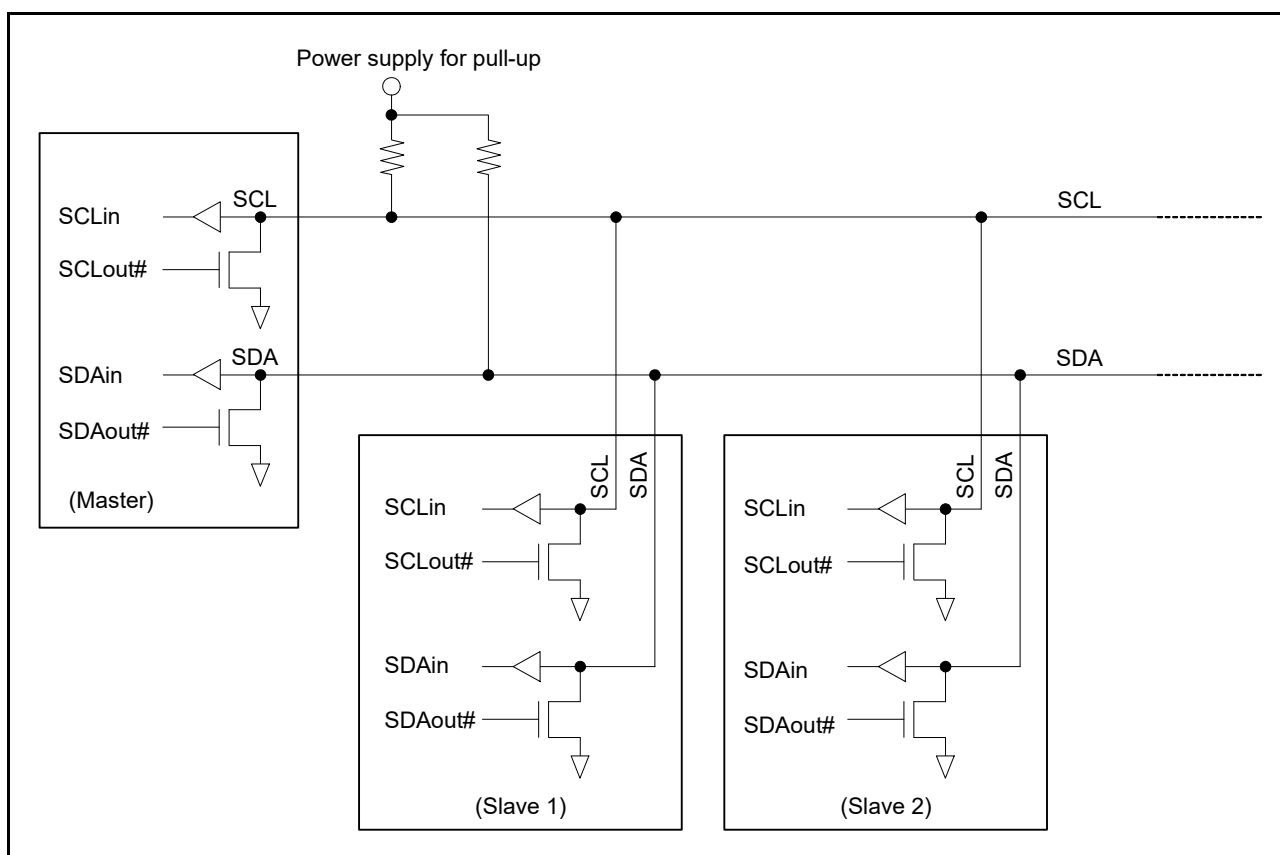 Power supply for pull-up
SCL
SCL
SCLin
SCLout#
SDA
SDA
SDAin
SDAout#
(Master)
SCL
SDA
SCLin
SCLout#
SDAin
SDAout#
(Slave 1)
SCL
SDA
SCLin
SCLout#
SDAin
SDAout#
(Slave 2)